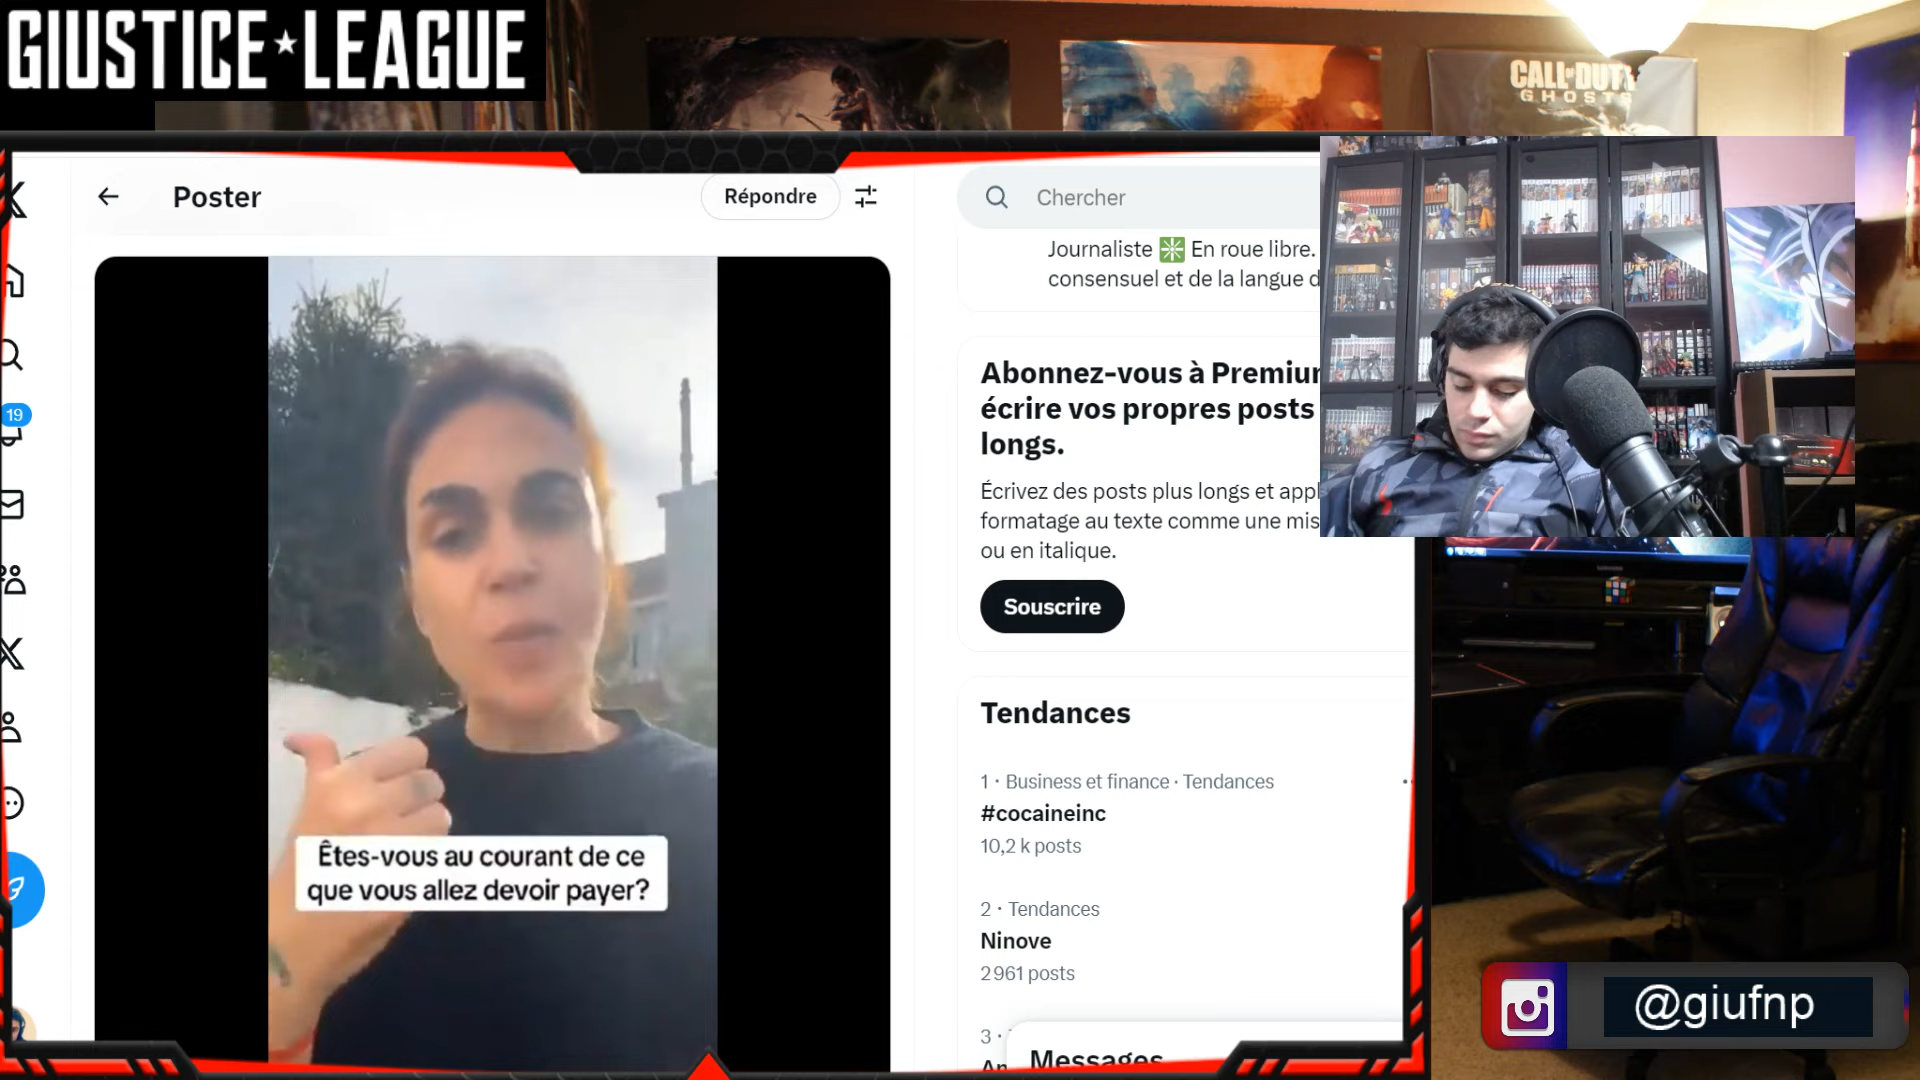 GIUSTICE★LEAGUE
CALL OF DUTY
GHOSTS
Poster
Répondre
Chercher
Journaliste ❇️ En roue libre.
consensuel et de la langue d
Abonnez-vous à Premium
écrire vos propres posts
longs.
Écrivez des posts plus longs et appl
formatage au texte comme une mis
ou en italique.
Souscrire
19
Êtes-vous au courant de ce
que vous allez devoir payer?
Tendances
1 · Business et finance · Tendances
#cocaineinc
10,2 k posts
2 · Tendances
Ninove
2 961 posts
3 ·
Messages
@giufnp